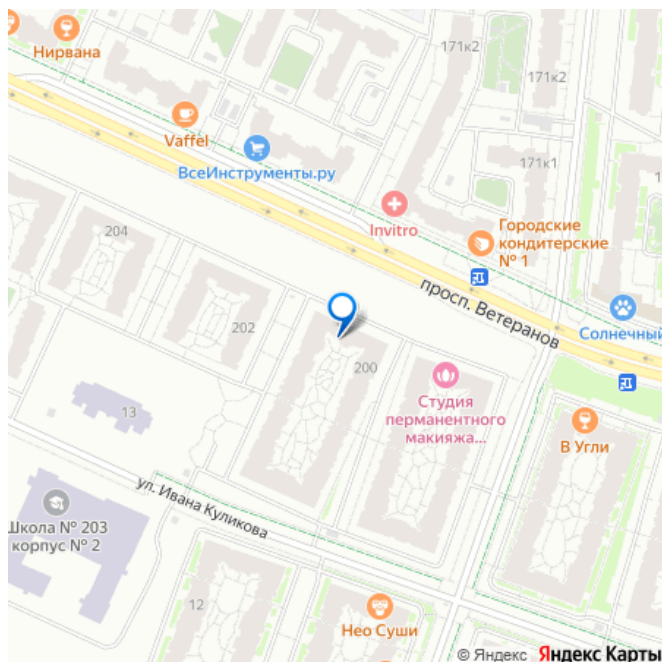 Нирвана
171к2
171к2
Vaffel
ВсеИнструменты.ру
171к1
Invitro
Городские
кондитерские
№ 1
204
просп. Ветеранов
Солнечный
202
200
Студия
перманентного
макияжа...
13
В Угли
ул. Ивана Куликова
Школа № 203
корпус № 2
12
Нео Суши
© Яндекс Яндекс Карты